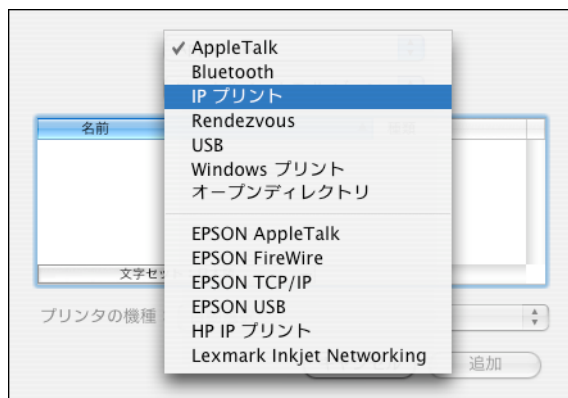 AppleTalk
Bluetooth
IP プリント
Rendezvous
USB
Windows プリント
オープンディレクトリ
EPSON AppleTalk
EPSON FireWire
EPSON TCP/IP
EPSON USB
HP IP プリント
Lexmark Inkjet Networking
名前
文字セッ
プリンタの機種
追加